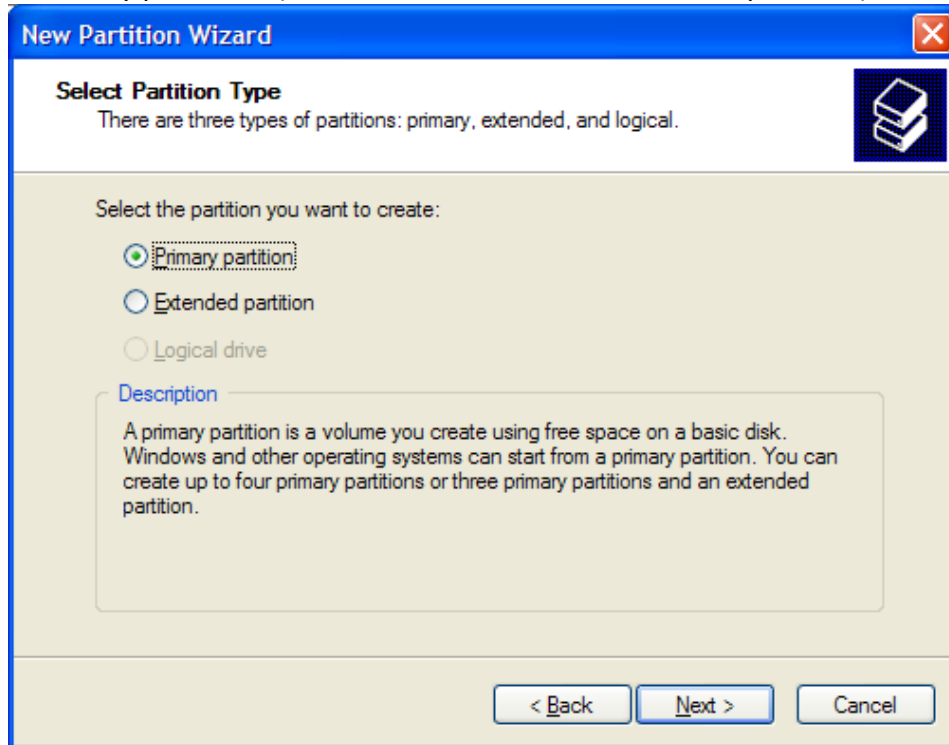 New Partition Wizard
Select Partition Type
There are three types of partitions: primary, extended, and logical.
Select the partition you want to create:
Primary partition
Extended partition
Logical drive
Description
A primary partition is a volume you create using free space on a basic disk.
Windows and other operating systems can start from a primary partition. You can
create up to four primary partitions or three primary partitions and an extended
partition.
< Back
Next >
Cancel